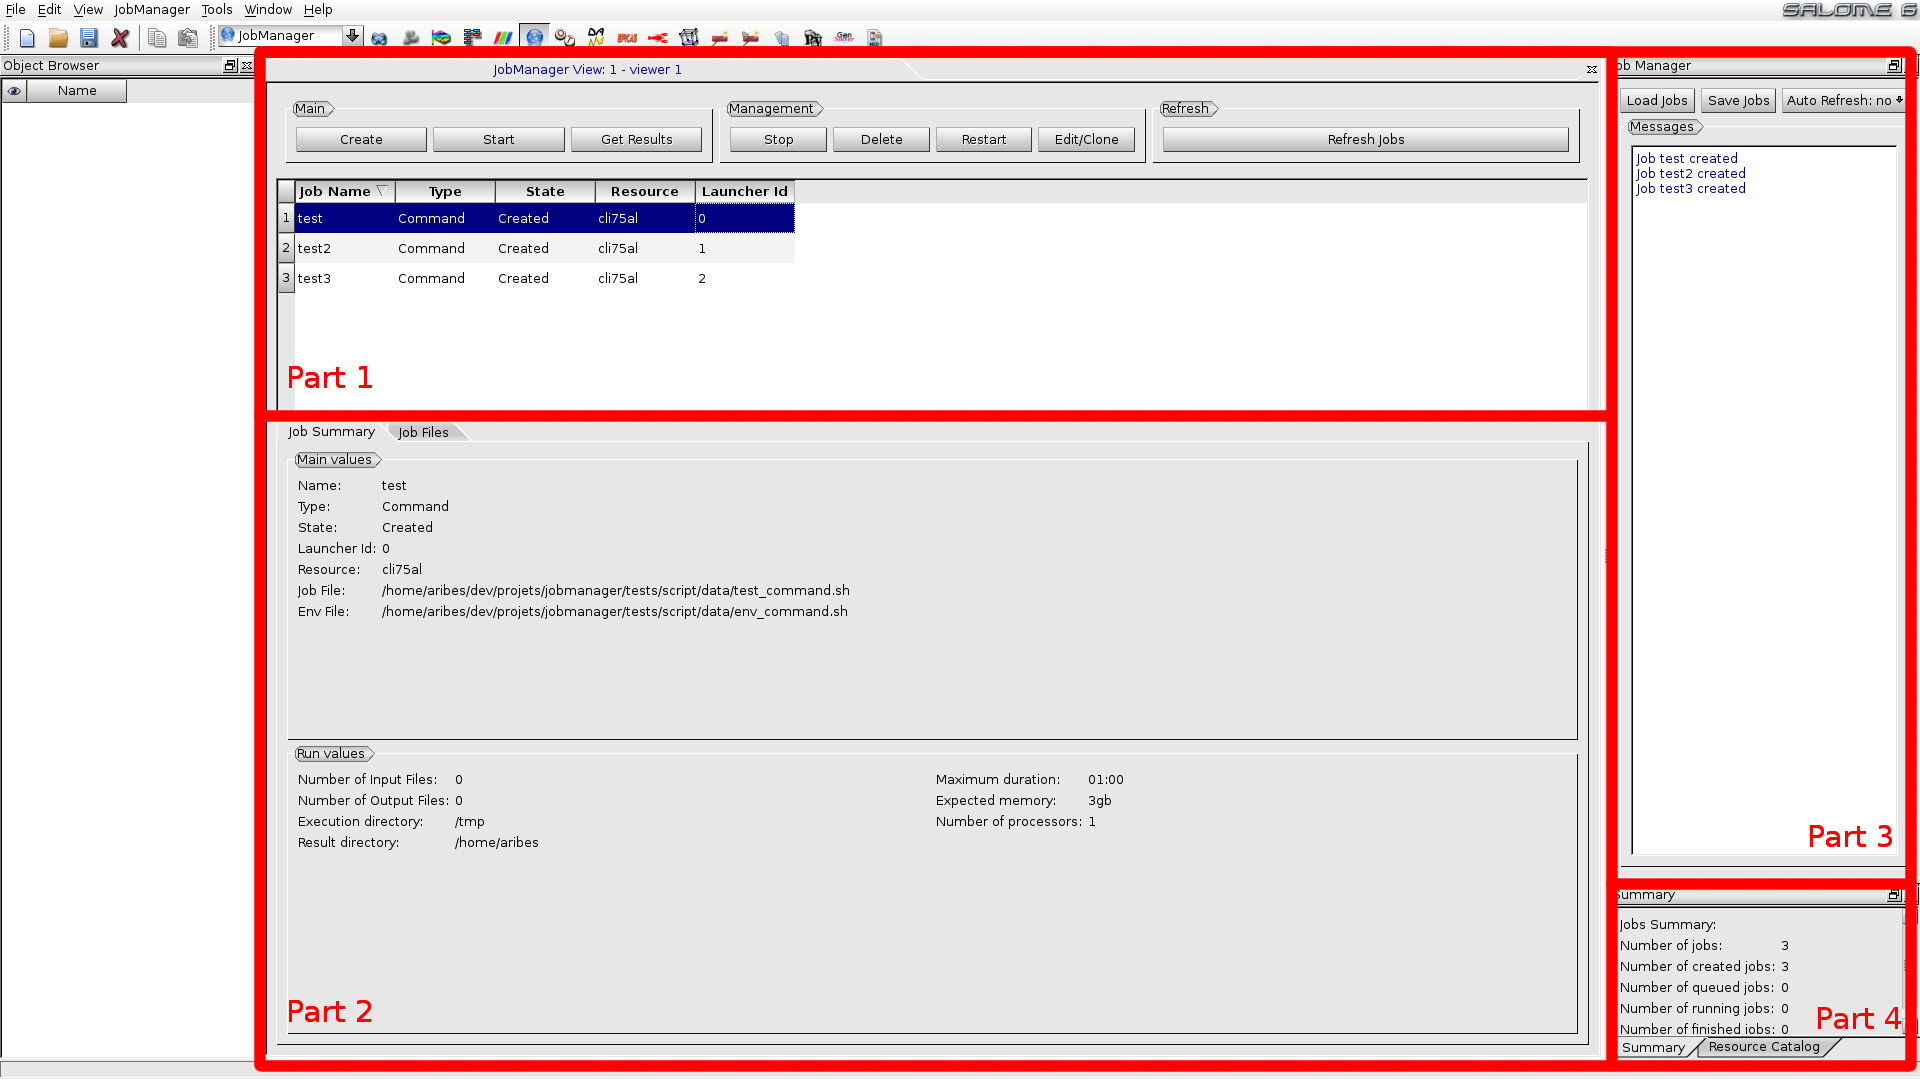 File Edit View JobManager Tools Window Help
SALOME 6
JobManager
Object Browser
Name
JobManager View: 1 - viewer 1
Main
Create Start Get Results
Management
Stop Delete Restart Edit/Clone
Refresh
Refresh Jobs
Job Name Type State Resource Launcher Id
1 test Command Created cli75al 0
2 test2 Command Created cli75al 1
3 test3 Command Created cli75al 2
Part 1
Job Summary Job Files
Main values
Name: test
Type: Command
State: Created
Launcher Id: 0
Resource: cli75al
Job File: /home/aribes/dev/projets/jobmanager/tests/script/data/test_command.sh
Env File: /home/aribes/dev/projets/jobmanager/tests/script/data/env_command.sh
Run values
Number of Input Files: 0 Maximum duration: 01:00
Number of Output Files: 0 Expected memory: 3gb
Execution directory: /tmp Number of processors: 1
Result directory: /home/aribes
Part 2
ob Manager
Load Jobs Save Jobs Auto Refresh: no
Messages
Job test created
Job test2 created
Job test3 created
Part 3
Summary
Jobs Summary:
Number of jobs: 3
Number of created jobs: 3
Number of queued jobs: 0
Number of running jobs: 0
Number of finished jobs: 0
Part 4
Summary Resource Catalog